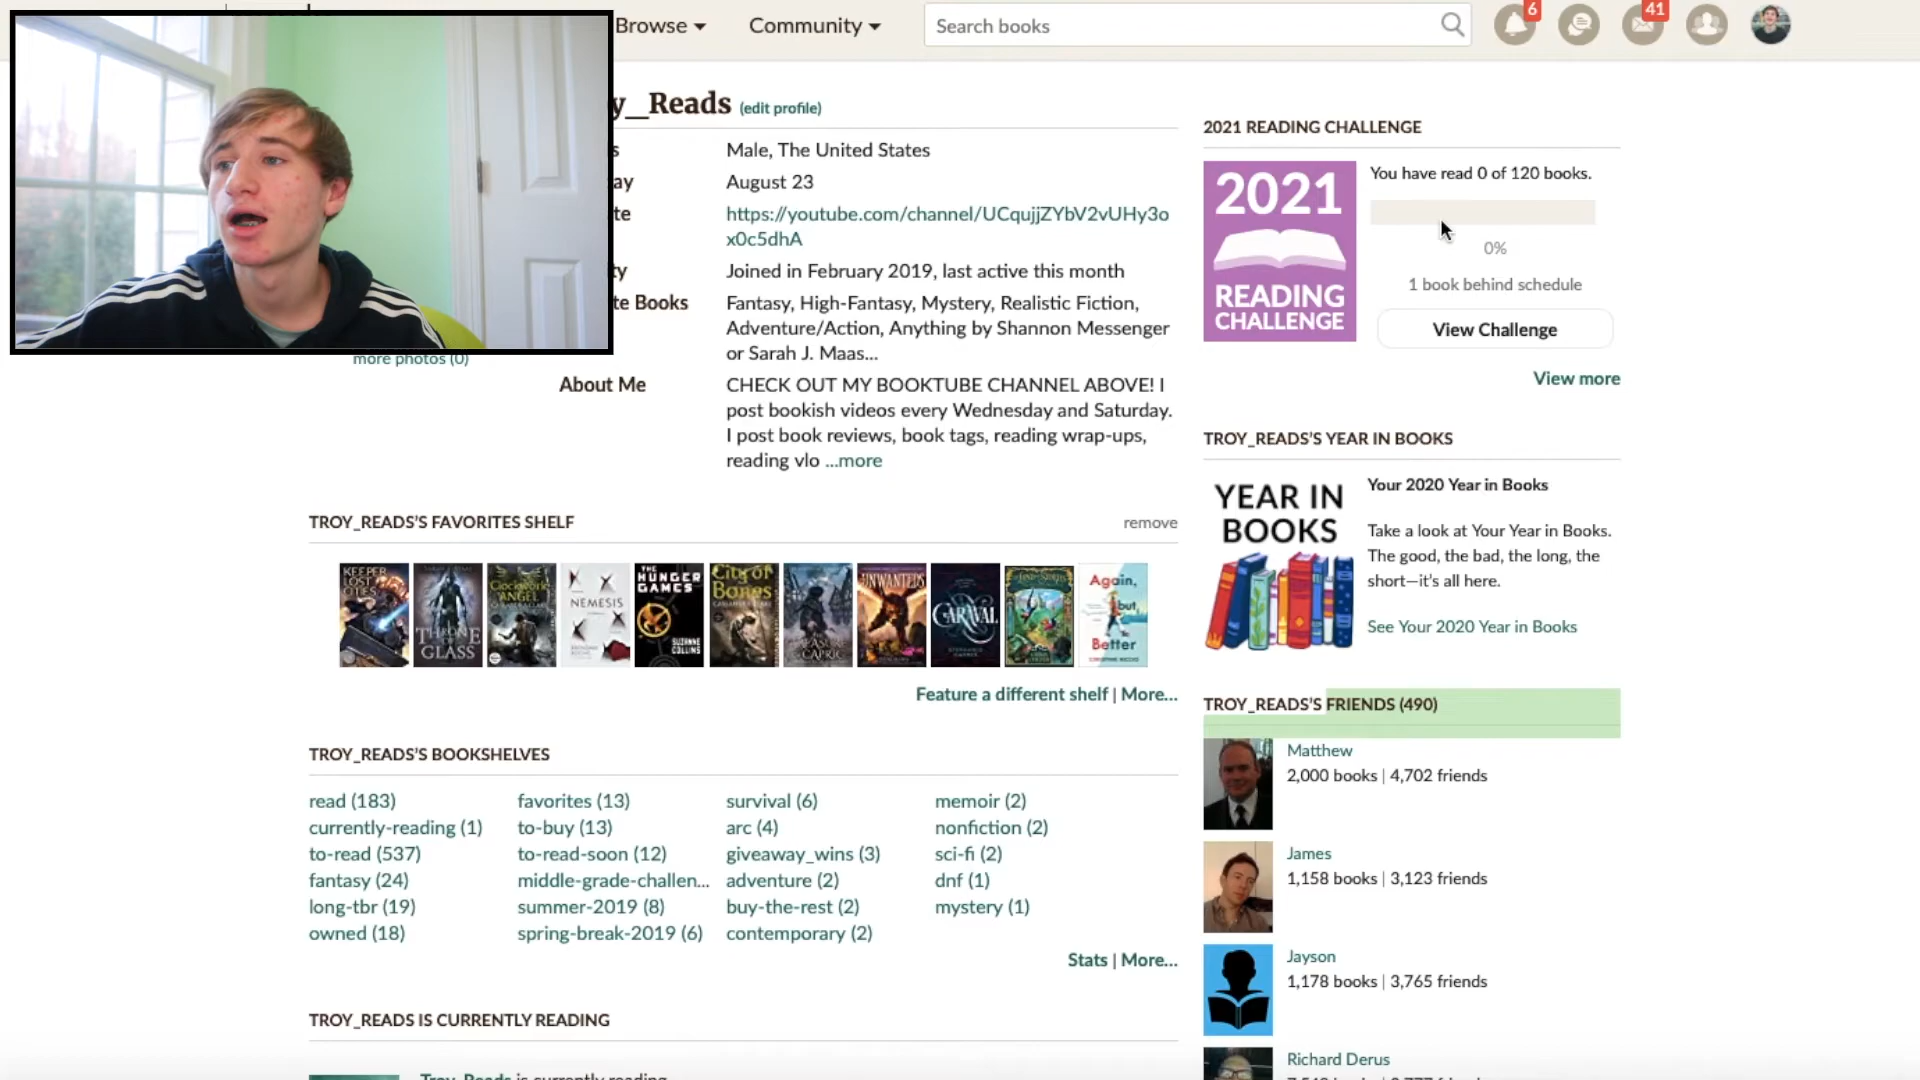 Browse
Community
Search books
6
41
y_Reads (edit profile)
s
Male, The United States
ay
August 23
te
https://youtube.com/channel/UCqujjZYbV2vUHy3o
x0c5dhA
ty
Joined in February 2019, last active this month
te Books
Fantasy, High-Fantasy, Mystery, Realistic Fiction,
Adventure/Action, Anything by Shannon Messenger
or Sarah J. Maas...
more photos (0)
About Me
CHECK OUT MY BOOKTUBE CHANNEL ABOVE! I
post bookish videos every Wednesday and Saturday.
I post book reviews, book tags, reading wrap-ups,
reading vlo ...more
TROY_READS'S FAVORITES SHELF
remove
KEEPER
LOST
THRONE
OF
GLASS
Clockwork
ANGEL
NEMESIS
THE
HUNGER
GAMES
SUZANNE
COLLINS
City of
Bones
UNWANTEDS
CARAVAL
Again,
but
Better
Feature a different shelf | More...
TROY_READS'S BOOKSHELVES
read (183)
currently-reading (1)
to-read (537)
fantasy (24)
long-tbr (19)
owned (18)
favorites (13)
to-buy (13)
to-read-soon (12)
middle-grade-challen...
summer-2019 (8)
spring-break-2019 (6)
survival (6)
arc (4)
giveaway_wins (3)
adventure (2)
buy-the-rest (2)
contemporary (2)
memoir (2)
nonfiction (2)
sci-fi (2)
dnf (1)
mystery (1)
Stats | More...
TROY_READS IS CURRENTLY READING
Troy_Reads is currently reading
2021 READING CHALLENGE
2021
READING
CHALLENGE
You have read 0 of 120 books.
0%
1 book behind schedule
View Challenge
View more
TROY_READS'S YEAR IN BOOKS
YEAR IN
BOOKS
Your 2020 Year in Books
Take a look at Your Year in Books.
The good, the bad, the long, the
short—it's all here.
See Your 2020 Year in Books
TROY_READS'S FRIENDS (490)
Matthew
2,000 books | 4,702 friends
James
1,158 books | 3,123 friends
Jayson
1,178 books | 3,765 friends
Richard Derus